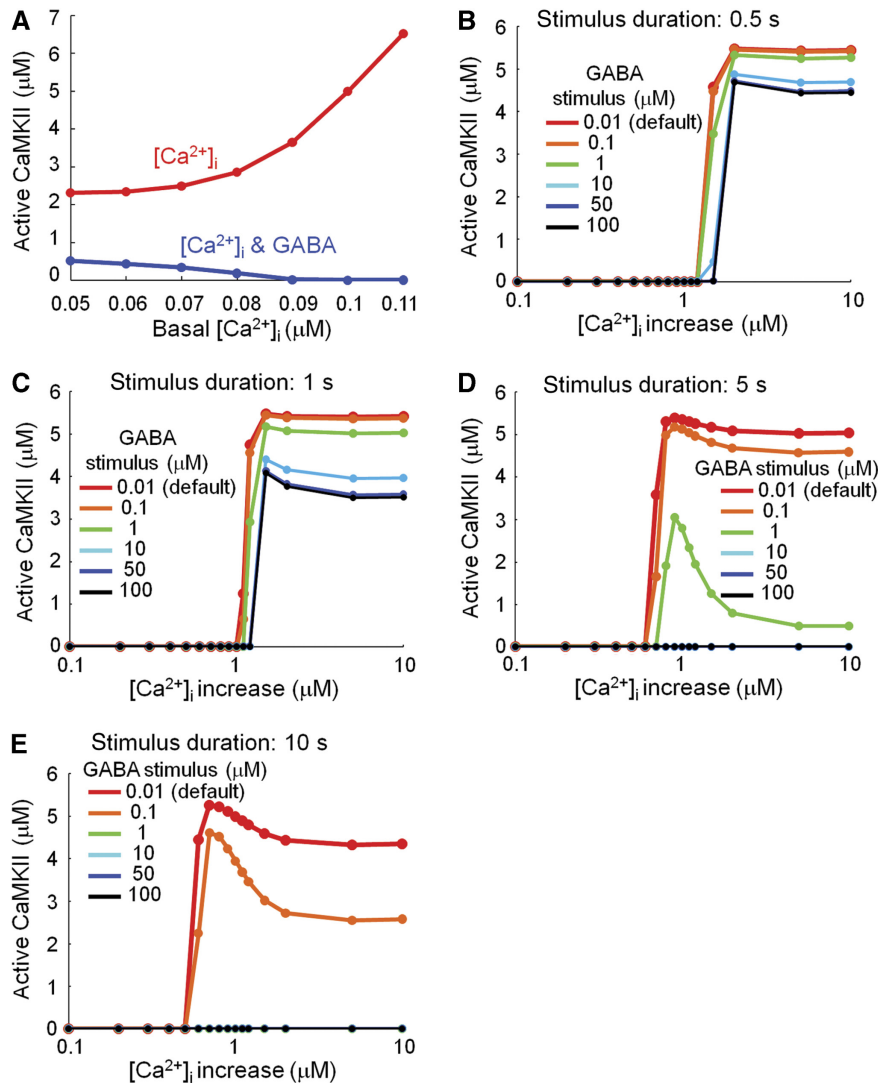 A
7
6
5
4
3
2
1
0
Active CaMKII (μM)
[Ca²⁺]ᵢ
[Ca²⁺]ᵢ & GABA
0.05 0.06 0.07 0.08 0.09 0.1 0.11
Basal [Ca²⁺]ᵢ (μM)
B
Stimulus duration: 0.5 s
6
5
4
3
2
1
0
Active CaMKII (μM)
GABA
stimulus (μM)
0.01 (default)
0.1
1
10
50
100
0.1 1 10
[Ca²⁺]ᵢ increase (μM)
C
Stimulus duration: 1 s
6
5
4
3
2
1
0
Active CaMKII (μM)
GABA
stimulus (μM)
0.01 (default)
0.1
1
10
50
100
0.1 1 10
[Ca²⁺]ᵢ increase (μM)
D
Stimulus duration: 5 s
6
5
4
3
2
1
0
Active CaMKII (μM)
GABA stimulus (μM)
0.01 (default)
0.1
1
10
50
100
0.1 1 10
[Ca²⁺]ᵢ increase (μM)
E
Stimulus duration: 10 s
6
5
4
3
2
1
0
Active CaMKII (μM)
GABA stimulus (μM)
0.01 (default)
0.1
1
10
50
100
0.1 1 10
[Ca²⁺]ᵢ increase (μM)